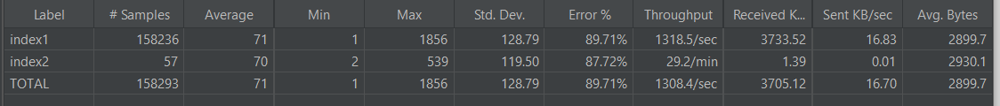 Label # Samples Average Min Max Std. Dev. Error % Throughput Received K... Sent KB/sec Avg. Bytes
index1 158236 71 1 1856 128.79 89.71% 1318.5/sec 3733.52 16.83 2899.7
index2 57 70 2 539 119.50 87.72% 29.2/min 1.39 0.01 2930.1
TOTAL 158293 71 1 1856 128.79 89.71% 1308.4/sec 3705.12 16.70 2899.7